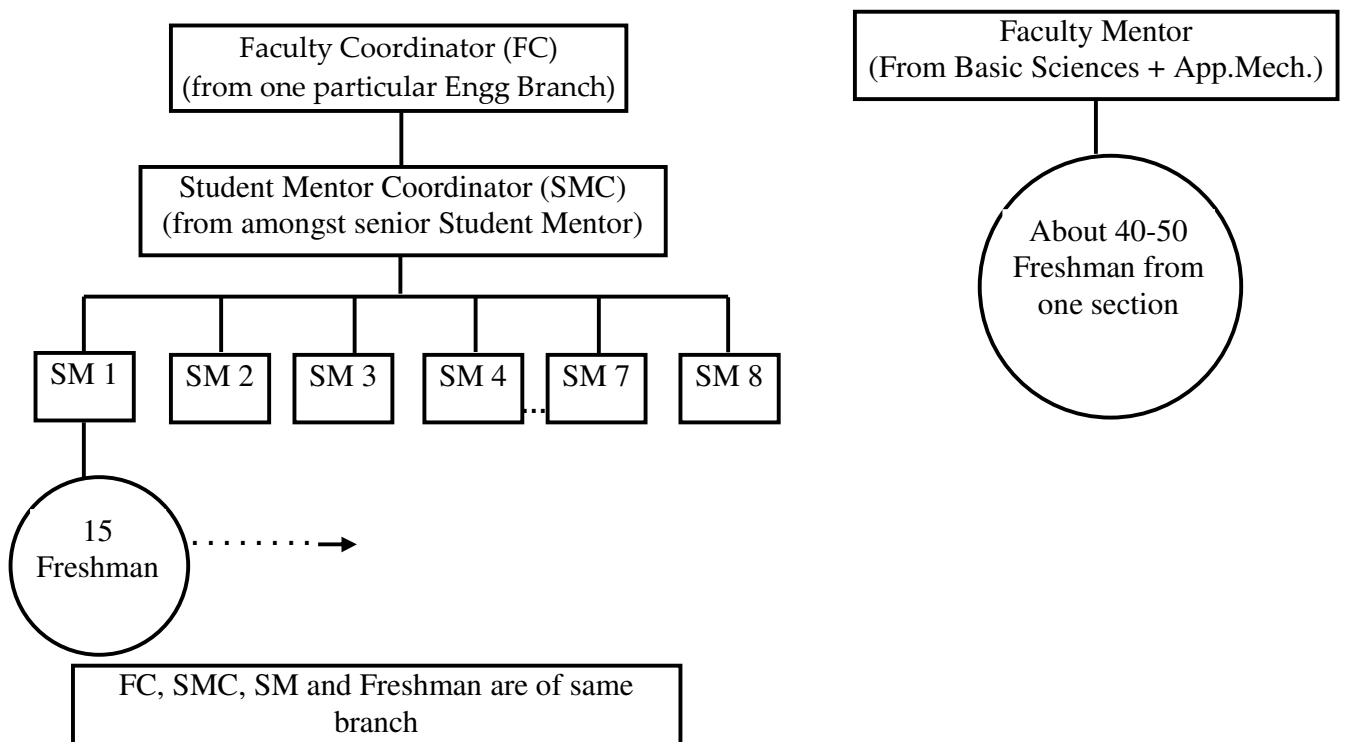 Faculty Coordinator (FC)
(from one particular Engg Branch)
Student Mentor Coordinator (SMC)
(from amongst senior Student Mentor)
SM 1
SM 2
SM 3
SM 4
...
SM 7
SM 8
15
Freshman
FC, SMC, SM and Freshman are of same
branch
Faculty Mentor
(From Basic Sciences + App.Mech.)
About 40-50
Freshman from
one section